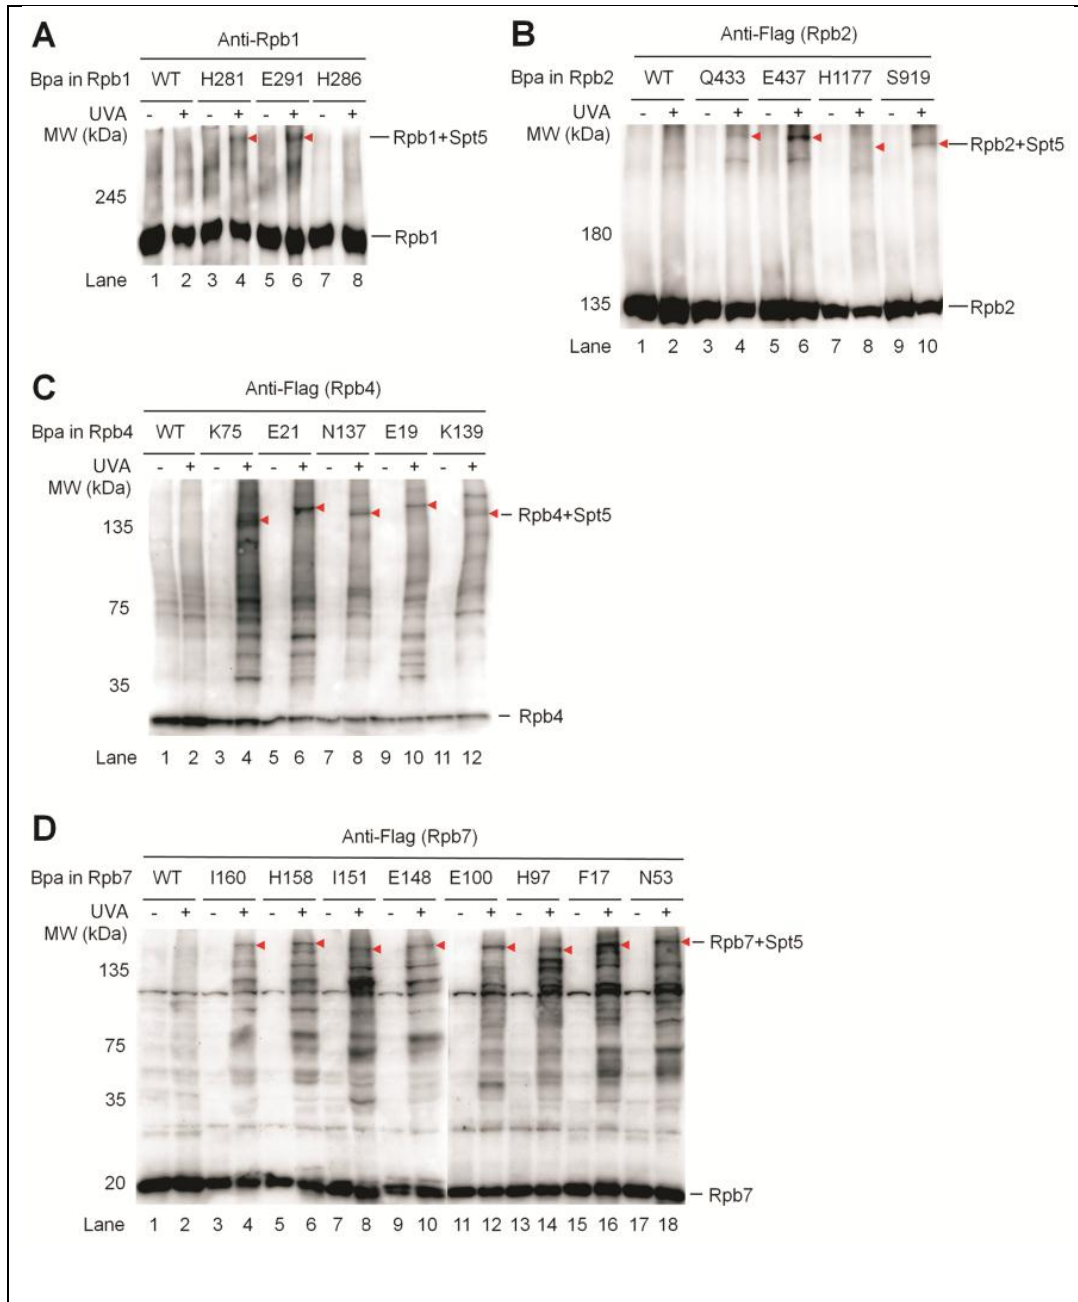 A
Anti-Rpb1
Bpa in Rpb1 WT H281 E291 H286
UVA - + - + - + - +
MW (kDa)
Rpb1+Spt5
245
Rpb1
Lane 1 2 3 4 5 6 7 8
B
Anti-Flag (Rpb2)
Bpa in Rpb2 WT Q433 E437 H1177 S919
UVA - + - + - + - + - +
MW (kDa)
Rpb2+Spt5
180
135
Rpb2
Lane 1 2 3 4 5 6 7 8 9 10
C
Anti-Flag (Rpb4)
Bpa in Rpb4 WT K75 E21 N137 E19 K139
UVA - + - + - + - + - + - +
MW (kDa)
Rpb4+Spt5
135
75
35
Rpb4
Lane 1 2 3 4 5 6 7 8 9 10 11 12
D
Anti-Flag (Rpb7)
Bpa in Rpb7 WT I160 H158 I151 E148 E100 H97 F17 N53
UVA - + - + - + - + - + - + - + - + - +
MW (kDa)
Rpb7+Spt5
135
75
35
20
Rpb7
Lane 1 2 3 4 5 6 7 8 9 10 11 12 13 14 15 16 17 18